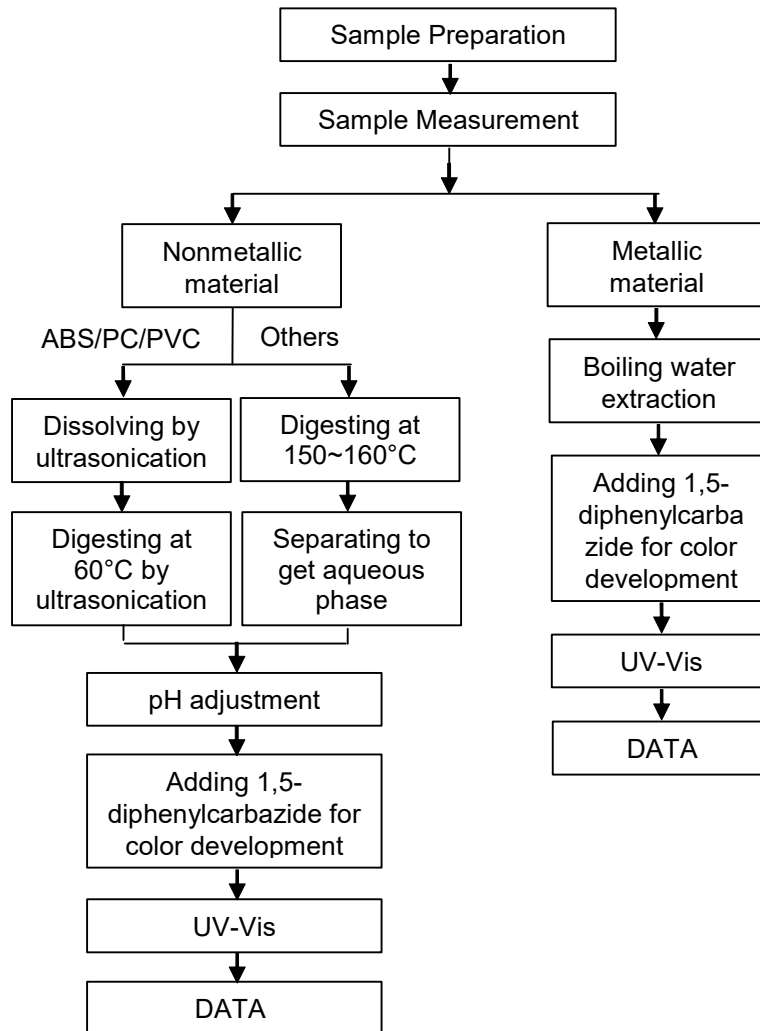 Sample Preparation
Sample Measurement
Nonmetallic
material
ABS/PC/PVC
Others
Dissolving by
ultrasonication
Digesting at
150~160°C
Digesting at
60°C by
ultrasonication
Separating to
get aqueous
phase
pH adjustment
Adding 1,5-
diphenylcarbazide for
color development
UV-Vis
DATA
Metallic
material
Boiling water
extraction
Adding 1,5-
diphenylcarba
zide for color
development
UV-Vis
DATA